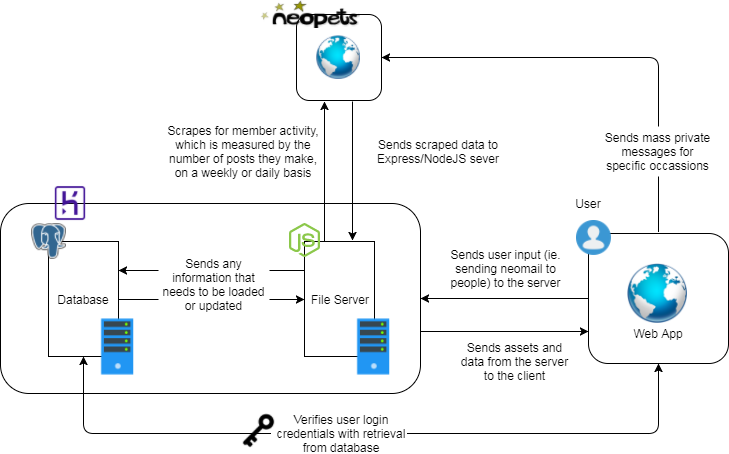 neopets
Scrapes for member activity,
which is measured by the
number of posts they make,
on a weekly or daily basis
Sends scraped data to
Express/NodeJS sever
Sends mass private
messages for
specific occassions
User
JS
Sends any
information that
needs to be loaded
or updated
Database
File Server
Sends user input (ie.
sending neomail to
people) to the server
Web App
Sends assets and
data from the server
to the client
Verifies user login
credentials with retrieval
from database